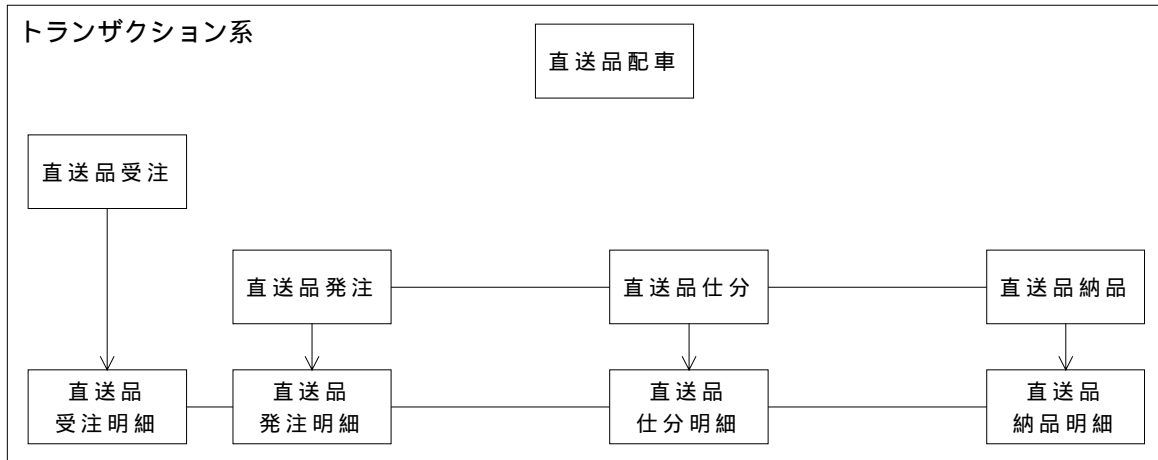 トランザクション系
直送品配車
直送品受注
直送品発注
直送品仕分
直送品納品
直送品
受注明細
直送品
発注明細
直送品
仕分明細
直送品
納品明細